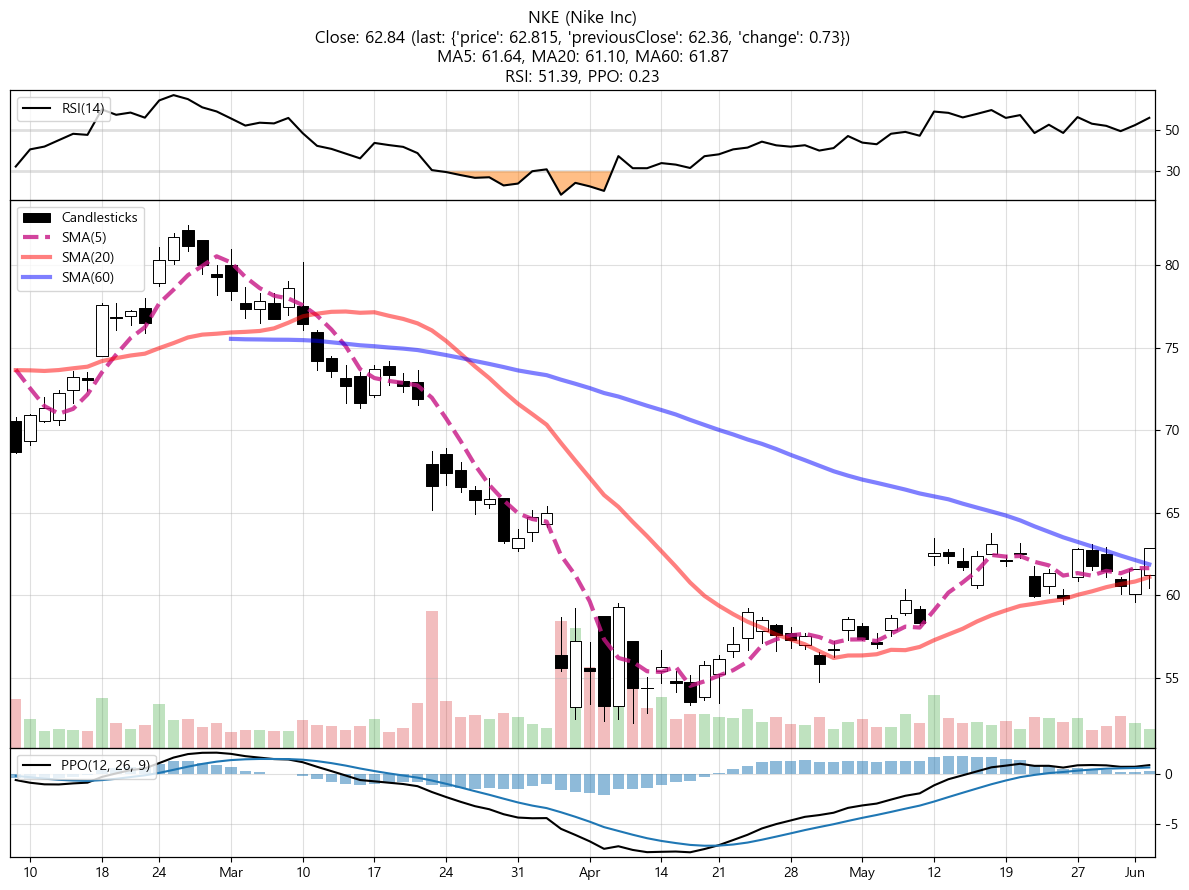 NKE (Nike Inc)
Close: 62.84 (last: {'price': 62.815, 'previousClose': 62.36, 'change': 0.73})
MA5: 61.64, MA20: 61.10, MA60: 61.87
RSI: 51.39, PPO: 0.23
RSI(14)
50
30
Candlesticks
SMA(5)
SMA(20)
SMA(60)
80
75
70
65
60
55
PPO(12, 26, 9)
0
-5
10 18 24 Mar 10 17 24 31 Apr 14 21 28 May 12 19 27 Jun